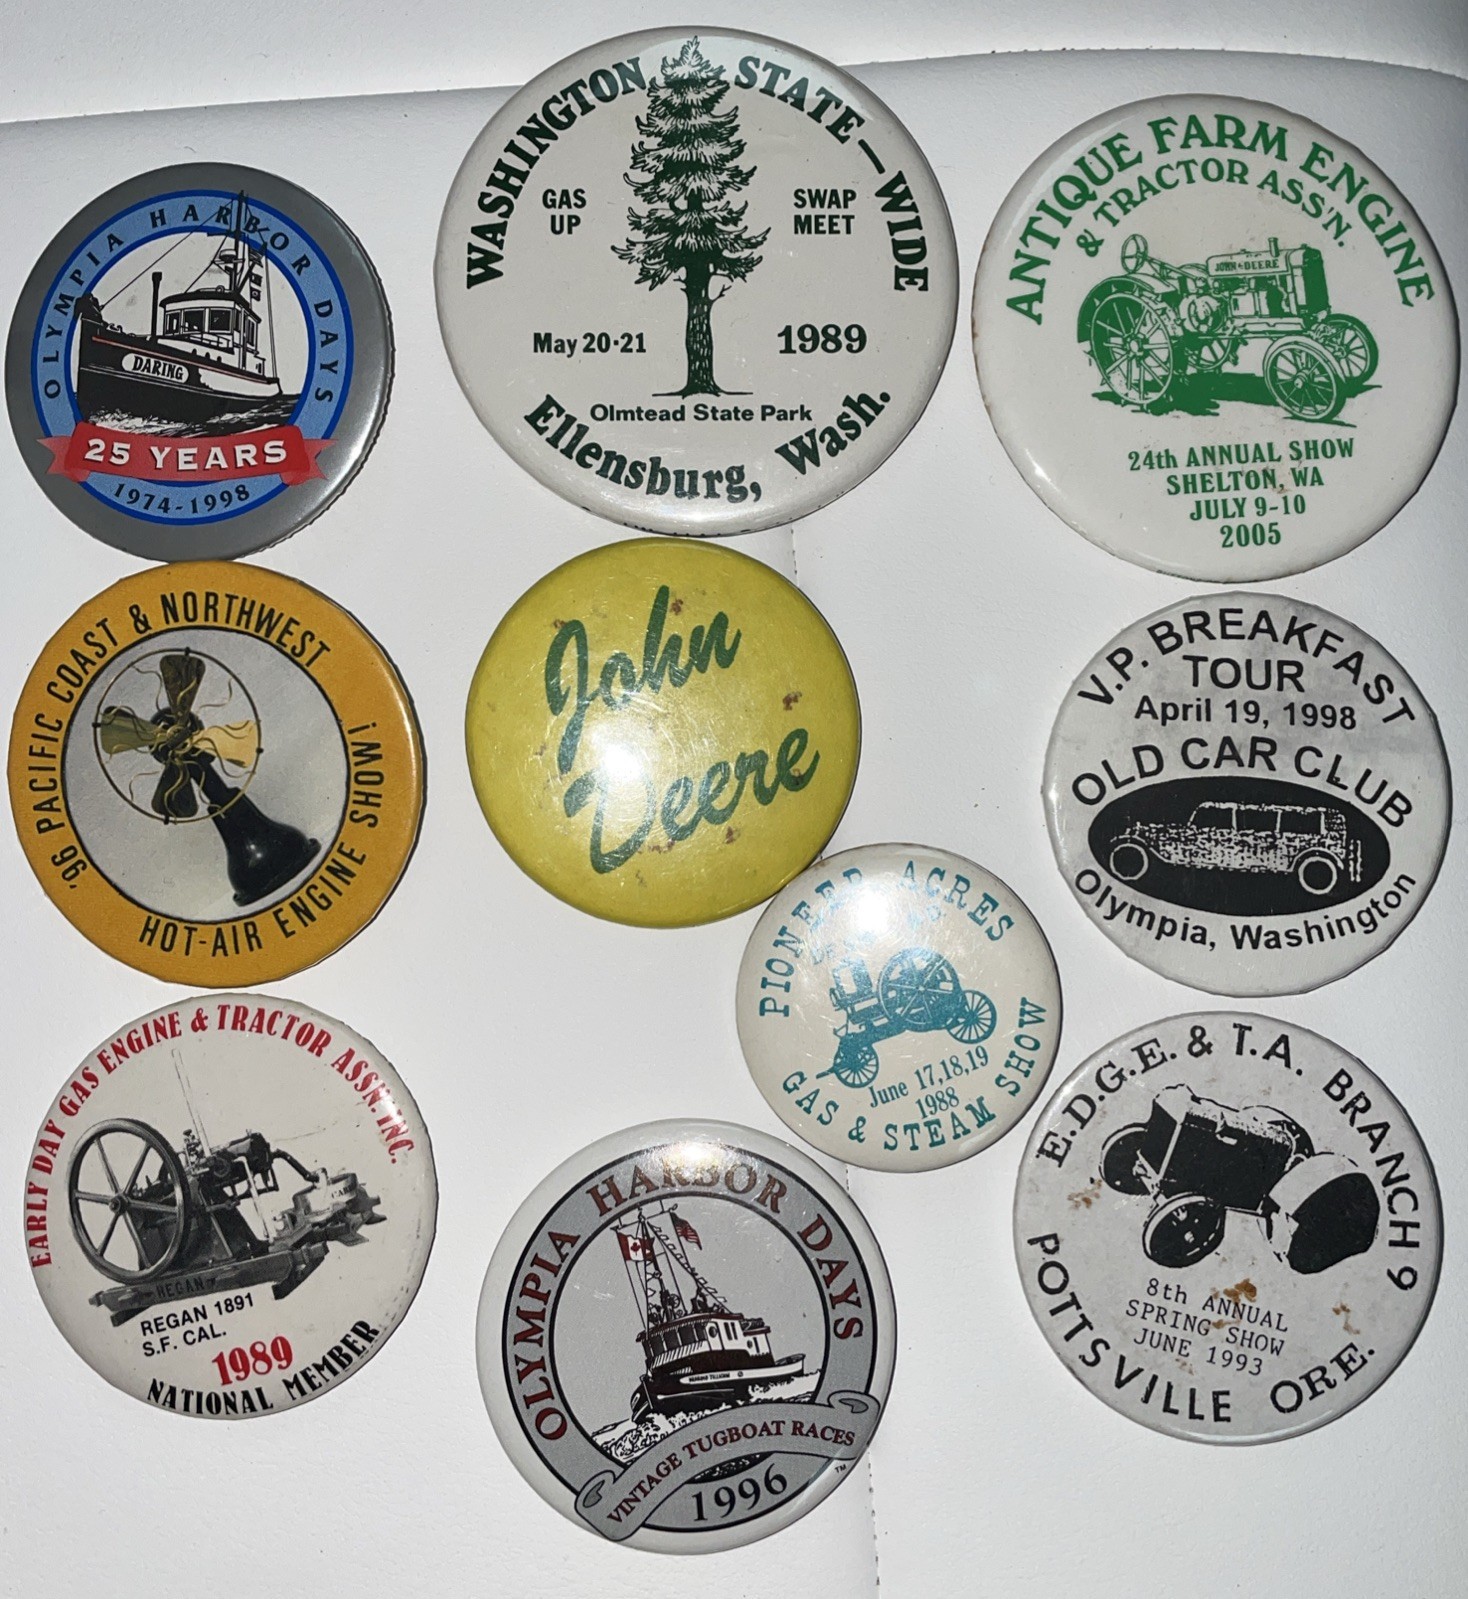 OLYMPIA HARBOR DAYS
DARING
25 YEARS
1974-1998
WASHINGTON STATE-WIDE
GAS UP
SWAP MEET
May 20-21
1989
Olmtead State Park
Ellensburg, Wash.
ANTIQUE FARM ENGINE
& TRACTOR ASS'N.
JOHN DEERE
24th ANNUAL SHOW
SHELTON, WA
JULY 9-10
2005
'96 PACIFIC COAST & NORTHWEST
HOT-AIR ENGINE SHOW!
John
Deere
V.P. BREAKFAST
TOUR
April 19, 1998
OLD CAR CLUB
Olympia, Washington
PIONEER ACRES
June 17,18,19
1988
GAS & STEAM SHOW
EARLY DAY GAS ENGINE & TRACTOR ASSN. INC.
REGAN
REGAN 1891
S.F. CAL.
1989
NATIONAL MEMBER
OLYMPIA HARBOR DAYS
VINTAGE TUGBOAT RACES
TM
1996
E.D.G.E. & T.A. BRANCH 9
8th ANNUAL
SPRING SHOW
JUNE 1993
POTTSVILLE ORE.